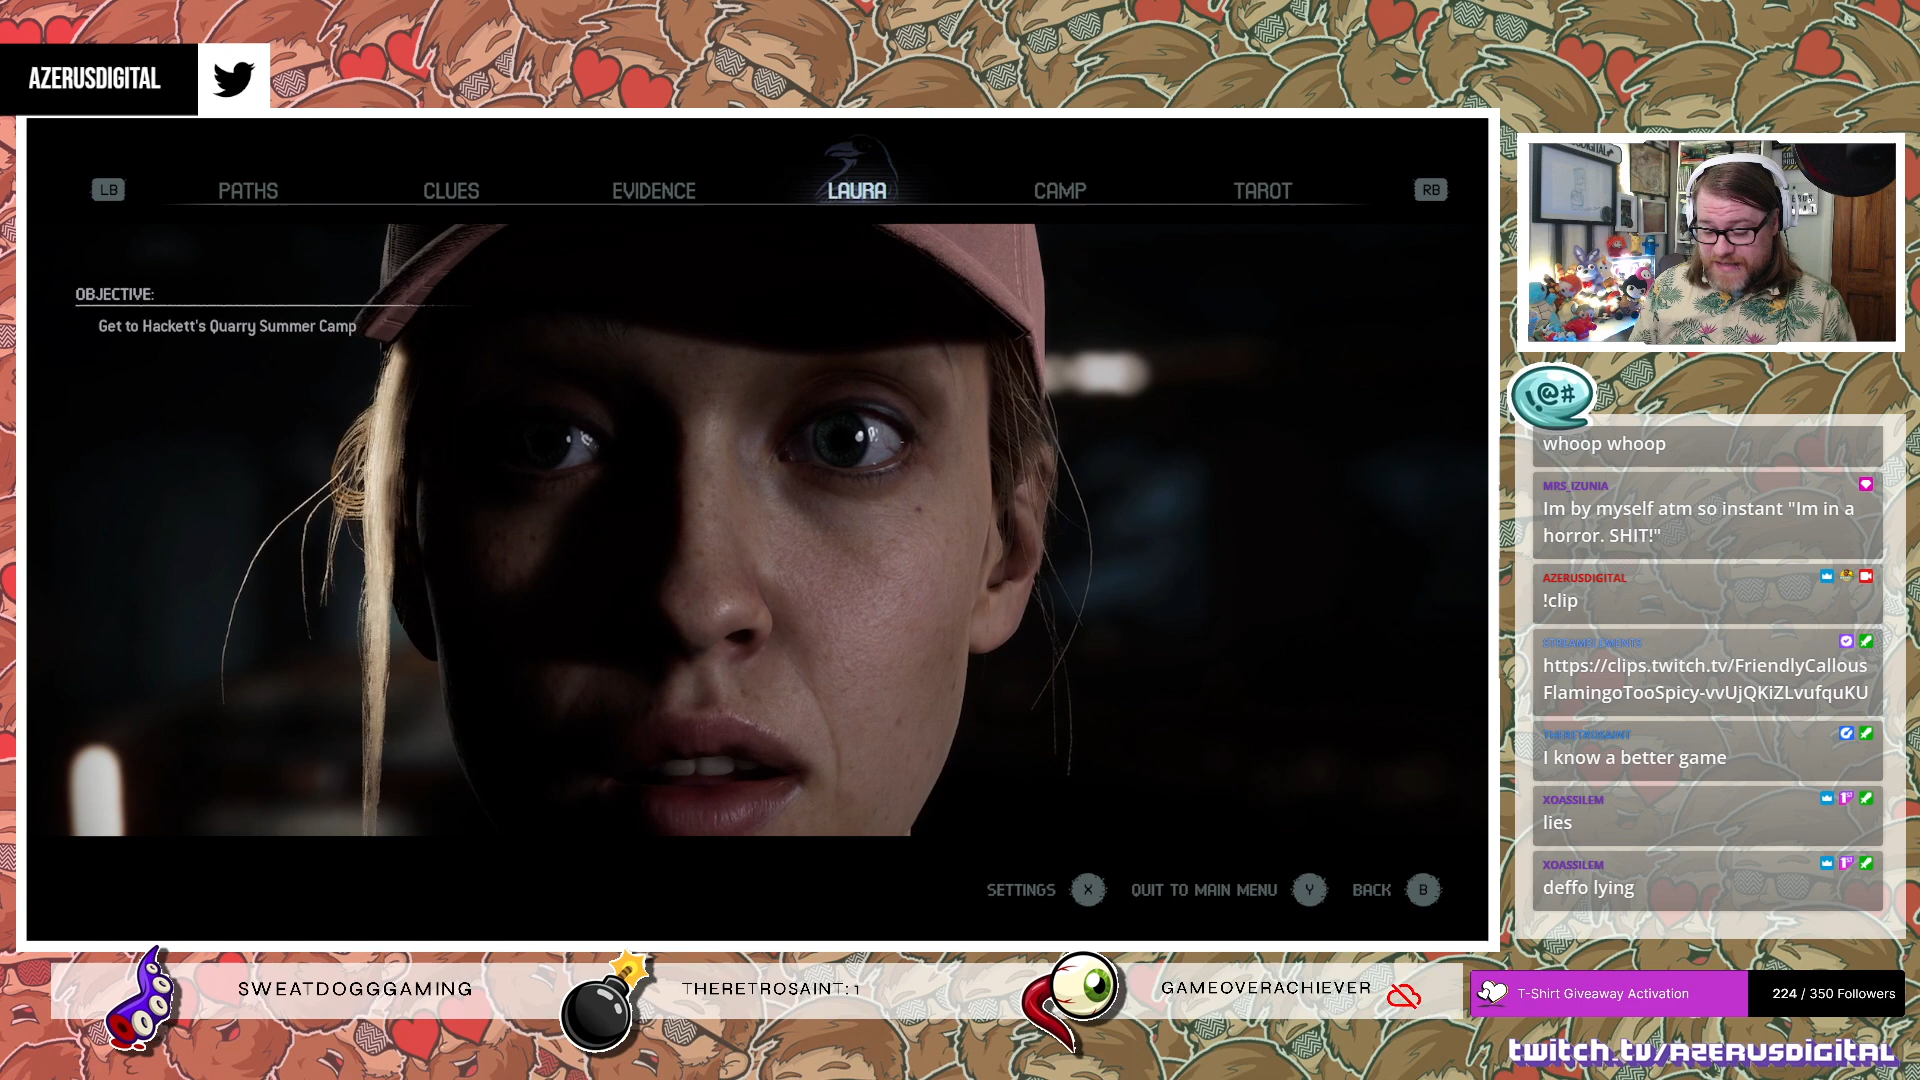 AZERUSDIGITAL
LB
PATHS
CLUES
EVIDENCE
LAURA
CAMP
TAROT
RB
OBJECTIVE:
Get to Hackett's Quarry Summer Camp
SETTINGS X
QUIT TO MAIN MENU Y
BACK B
!@#
whoop whoop
MRS_IZUNIA
Im by myself atm so instant "Im in a
horror. SHIT!"
AZERUSDIGITAL
!clip
STREAMELEMENTS
https://clips.twitch.tv/FriendlyCallous
FlamingoTooSpicy-vvUjQKiZLvufquKU
THERETROSAINT
I know a better game
XOASSILEM
lies
XOASSILEM
deffo lying
SWEATDOGGGAMING
THERETROSAINT: 1
GAMEOVERACHIEVER
T-Shirt Giveaway Activation
224 / 350 Followers
twitch.tv/AZERUSDIGITAL